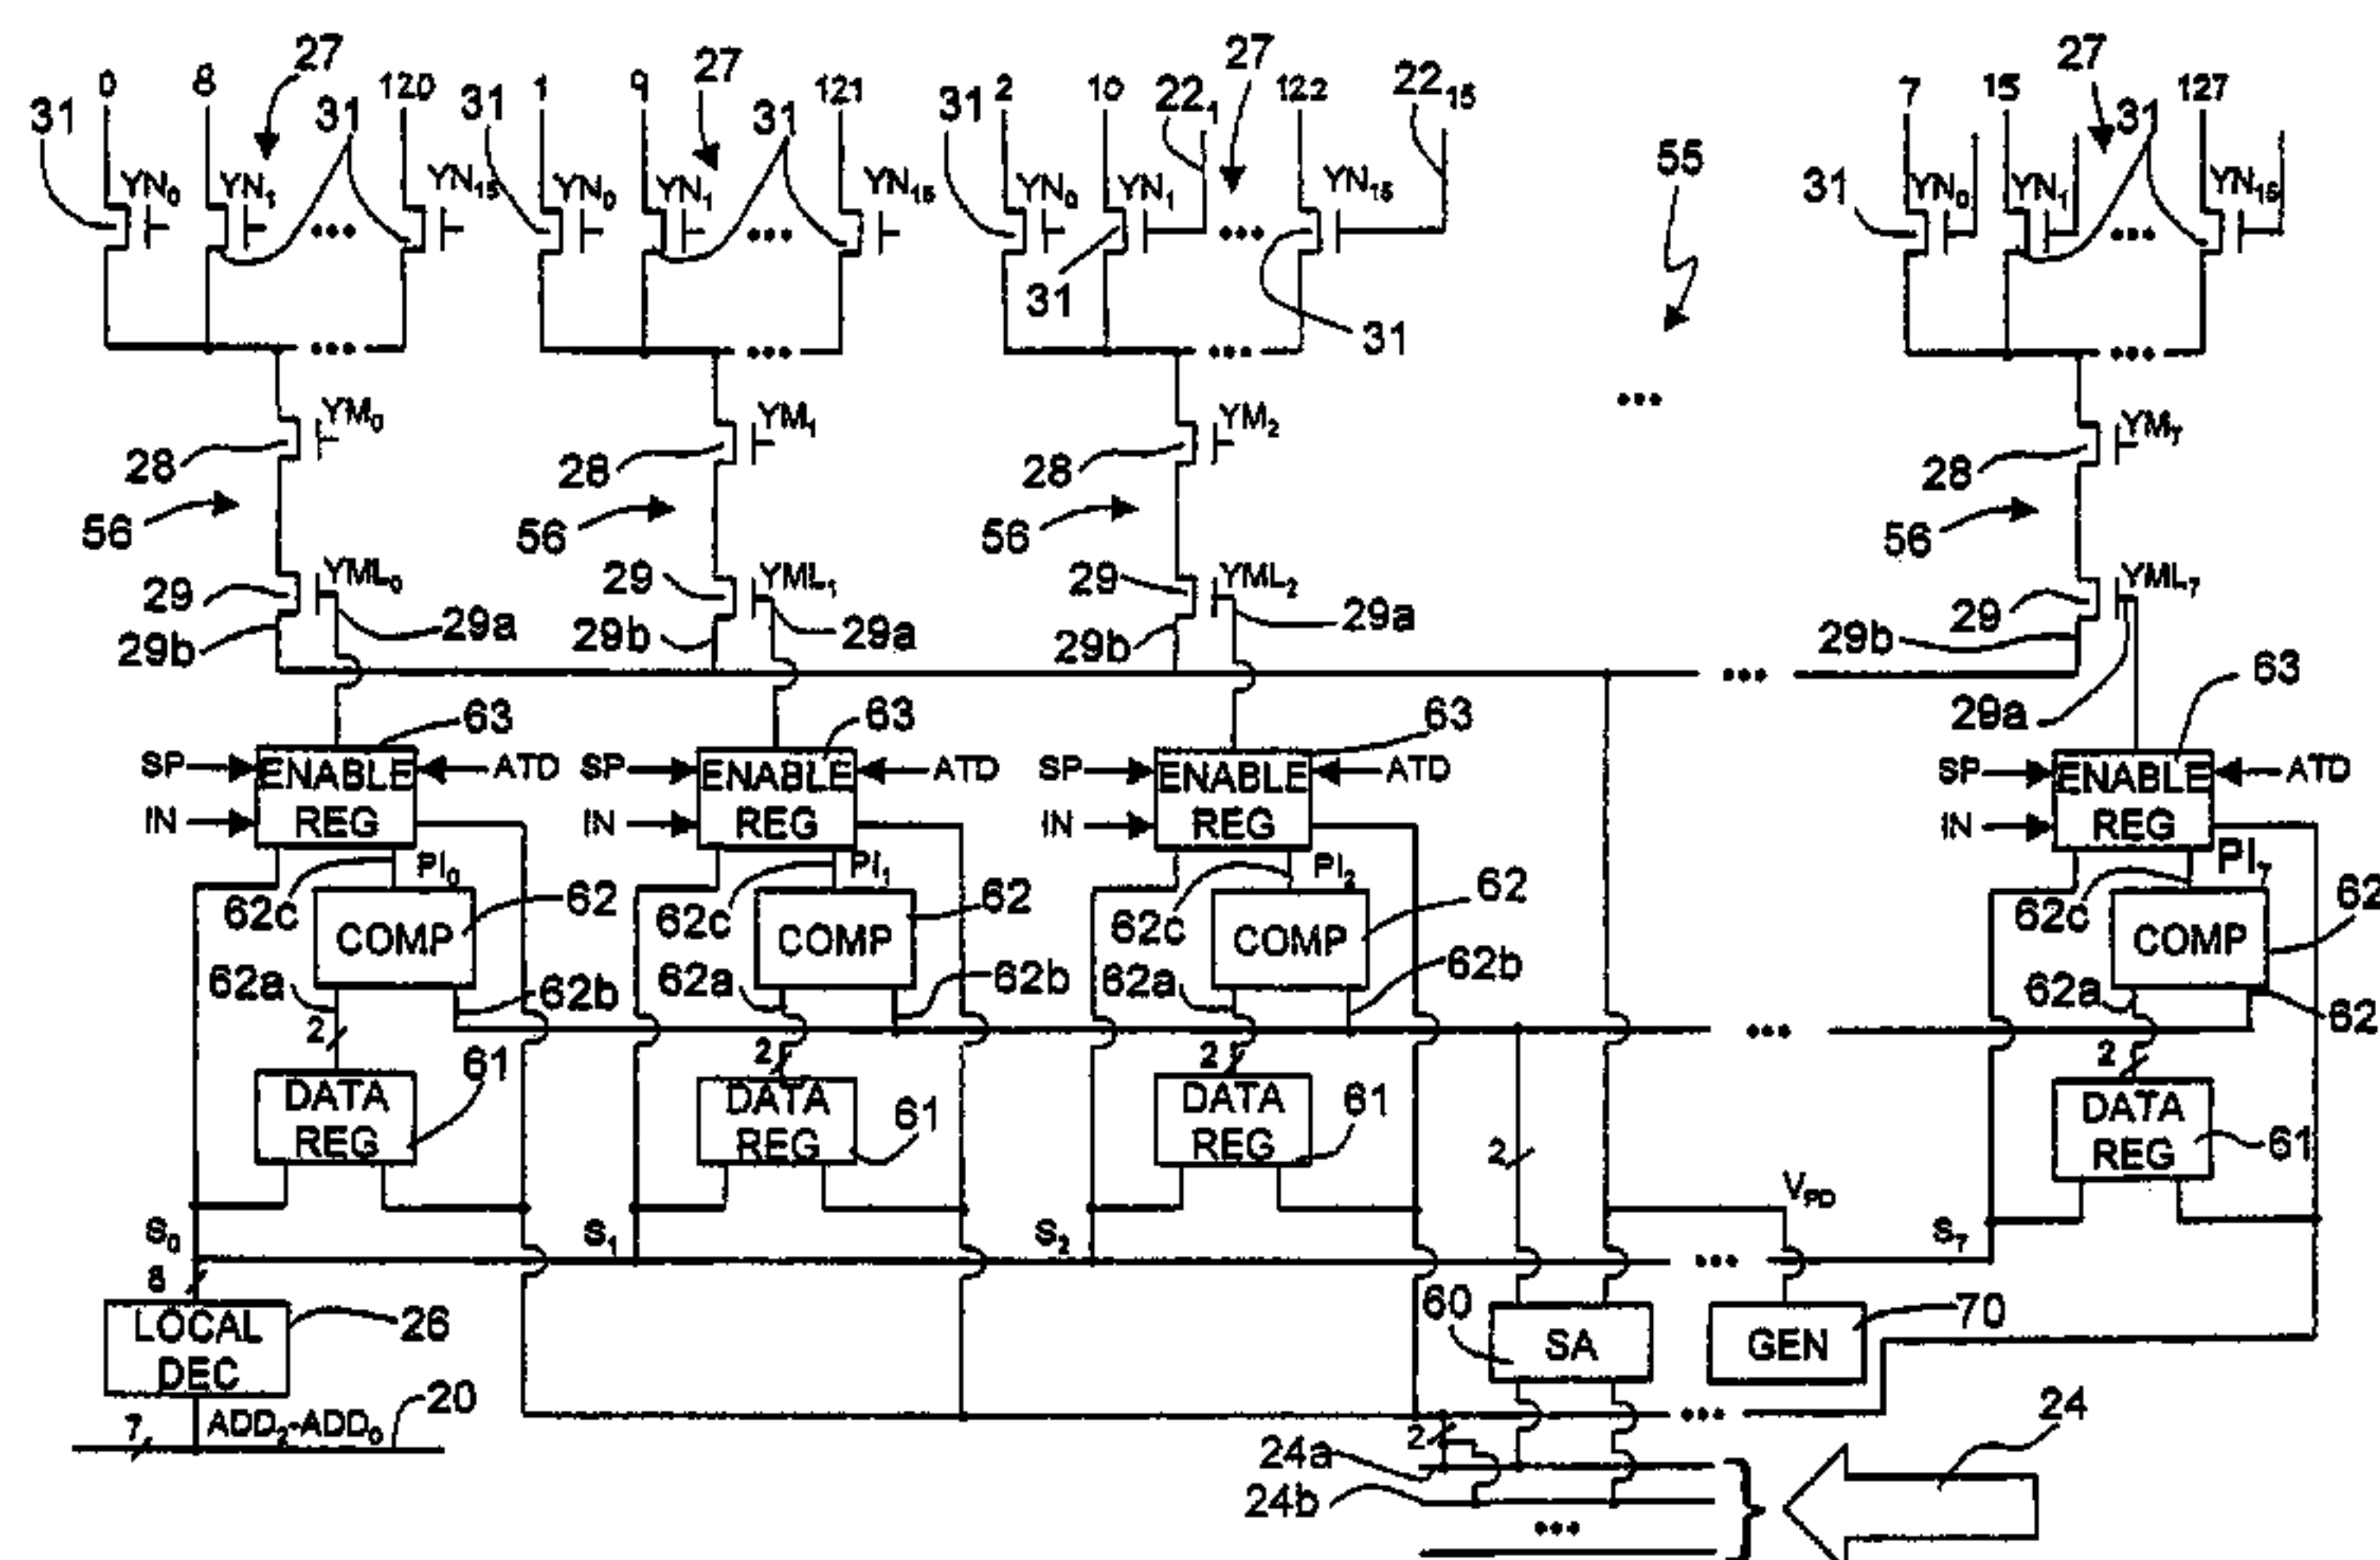 27 27 27 27
0 8 120 1 9 121 2 10 22₁ 122 22₁₅ 7 15 127
31 31 31 31 31 55 31
YN₀ YN₁ YN₁₅ YN₀ YN₁ YN₁₅ YN₀ YN₁ YN₁₅ 31 YN₀ YN₁ YN₁₅
... ... 31 ... 31 ...
... ... ... ...
YM₀ YM₁ YM₂ ... YM₇
28 28 28 28
56 56 56 56
29 YML₀ 29 YML₁ 29 YML₂ 29 YML₇
29b 29a 29b 29a 29b 29a 29b
... 29a
63 63 63 63
SP ENABLE REG ATD SP ENABLE REG ATD SP ENABLE REG ATD SP ENABLE REG ATD
IN IN IN IN
62c PI₀ 62c PI₁ 62c PI₂ 62c PI₇
COMP 62 COMP 62 COMP 62 COMP 62
62a 62b 62a 62b 62a 62b 62a 62
2 2 2 ... 2
DATA REG 61 DATA REG 61 DATA REG 61 DATA REG 61
2 V_PD
S₀ S₁ S₂ ... S₇
8
LOCAL DEC 26 60 SA GEN 70
7 ADD₂-ADD₀ 20 ...
2
24a 24
24b
...